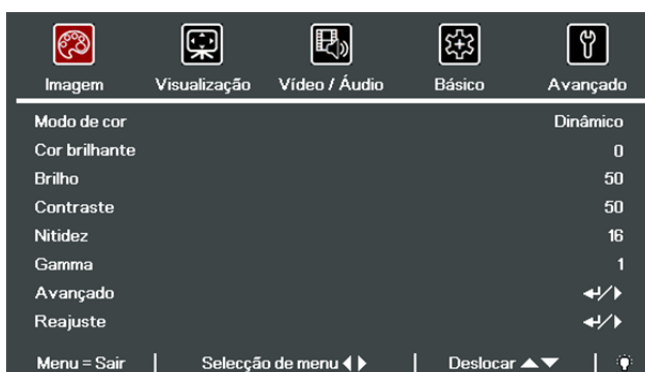 Imagem Visualização Vídeo / Áudio Básico Avançado
Modo de cor Dinâmico
Cor brilhante 0
Brilho 50
Contraste 50
Nitidez 16
Gamma 1
Avançado
Reajuste
Menu = Sair Selecção de menu Deslocar